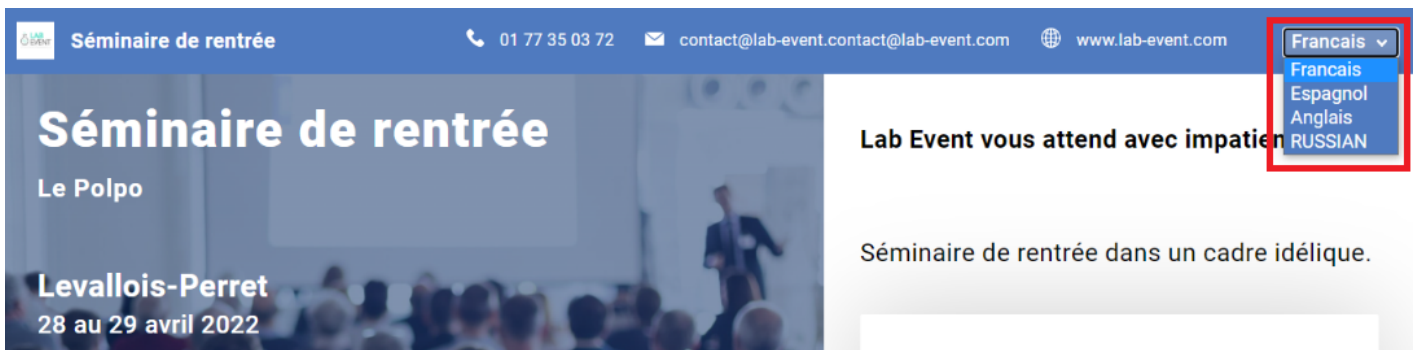 LAB
EVENT
Séminaire de rentrée
01 77 35 03 72
contact@lab-event.contact@lab-event.com
www.lab-event.com
Francais
Francais
Espagnol
Anglais
RUSSIAN
Séminaire de rentrée
Le Polpo
Levallois-Perret
28 au 29 avril 2022
Lab Event vous attend avec impatien
Séminaire de rentrée dans un cadre idélique.